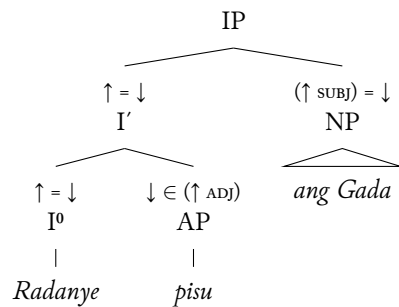 IP
↑ = ↓ (↑ SUBJ) = ↓
I′ NP
↑ = ↓ ↓ ∈ (↑ ADJ) ang Gada
I⁰ AP
Radanye pisu